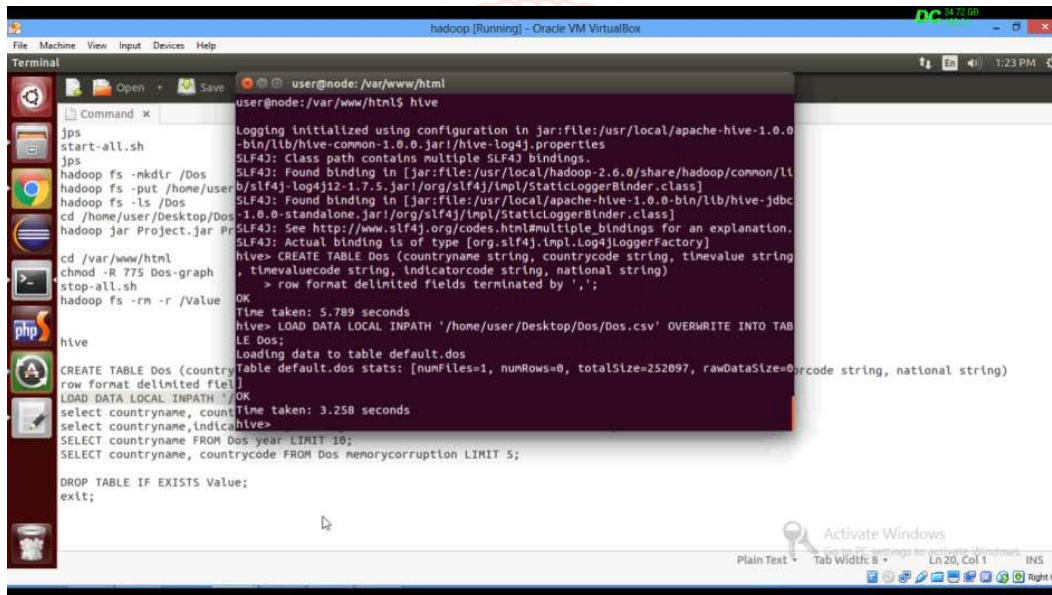 DC 34.72 GB
hadoop [Running] - Oracle VM VirtualBox
File Machine View Input Devices Help
Terminal
En 1:23 PM
Open Save
user@node: /var/www/html
Command x
user@node:/var/www/html$ hive
Logging initialized using configuration in jar:file:/usr/local/apache-hive-1.0.0
-bin/lib/hive-common-1.0.0.jar!/hive-log4j.properties
SLF4J: Class path contains multiple SLF4J bindings.
SLF4J: Found binding in [jar:file:/usr/local/hadoop-2.6.0/share/hadoop/common/li
b/slf4j-log4j12-1.7.5.jar!/org/slf4j/impl/StaticLoggerBinder.class]
SLF4J: Found binding in [jar:file:/usr/local/apache-hive-1.0.0-bin/lib/hive-jdbc
-1.0.0-standalone.jar!/org/slf4j/impl/StaticLoggerBinder.class]
SLF4J: See http://www.slf4j.org/codes.html#multiple_bindings for an explanation.
SLF4J: Actual binding is of type [org.slf4j.impl.Log4jLoggerFactory]
hive> CREATE TABLE Dos (countryname string, countrycode string, timevalue string
, timevaluecode string, indicatorcode string, national string)
> row format delimited fields terminated by ',';
OK
Time taken: 5.789 seconds
hive> LOAD DATA LOCAL INPATH '/home/user/Desktop/Dos/Dos.csv' OVERWRITE INTO TAB
LE Dos;
Loading data to table default.dos
Table default.dos stats: [numFiles=1, numRows=0, totalSize=252097, rawDataSize=0
]
OK
Time taken: 3.258 seconds
hive>
jps
start-all.sh
jps
hadoop fs -mkdir /Dos
hadoop fs -put /home/user
hadoop fs -ls /Dos
cd /home/user/Desktop/Dos
hadoop jar Project.jar Pr
cd /var/www/html
chmod -R 775 Dos-graph
stop-all.sh
hadoop fs -rm -r /Value
hive
CREATE TABLE Dos (country rcode string, national string)
row format delimited fiel
LOAD DATA LOCAL INPATH '/
select countryname, count
select countryname,indica
SELECT countryname FROM Dos year LIMIT 10;
SELECT countryname, countrycode FROM Dos memorycorruption LIMIT 5;
DROP TABLE IF EXISTS Value;
exit;
php
Activate Windows
Go to PC settings to activate Windows.
Plain Text Tab Width: 8 Ln 20, Col 1 INS
Right